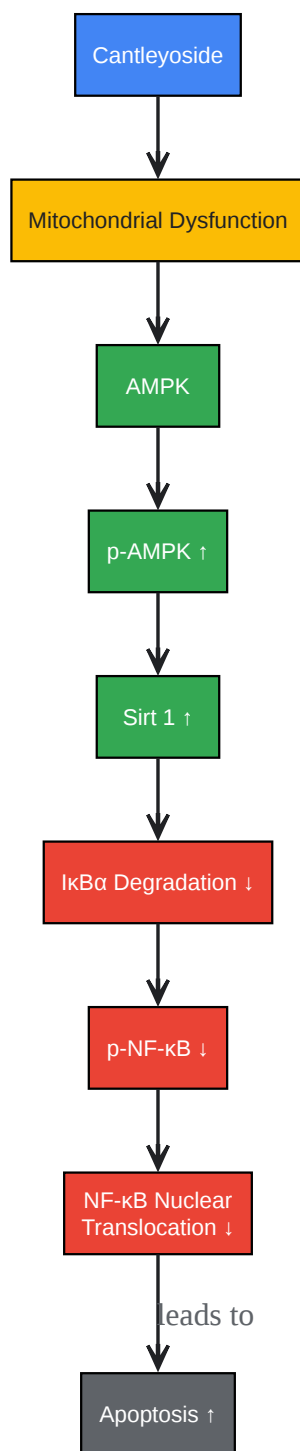 Cantleyoside
Mitochondrial Dysfunction
AMPK
p-AMPK ↑
Sirt 1 ↑
IκBα Degradation ↓
p-NF-κB ↓
NF-κB Nuclear
Translocation ↓
leads to
Apoptosis ↑